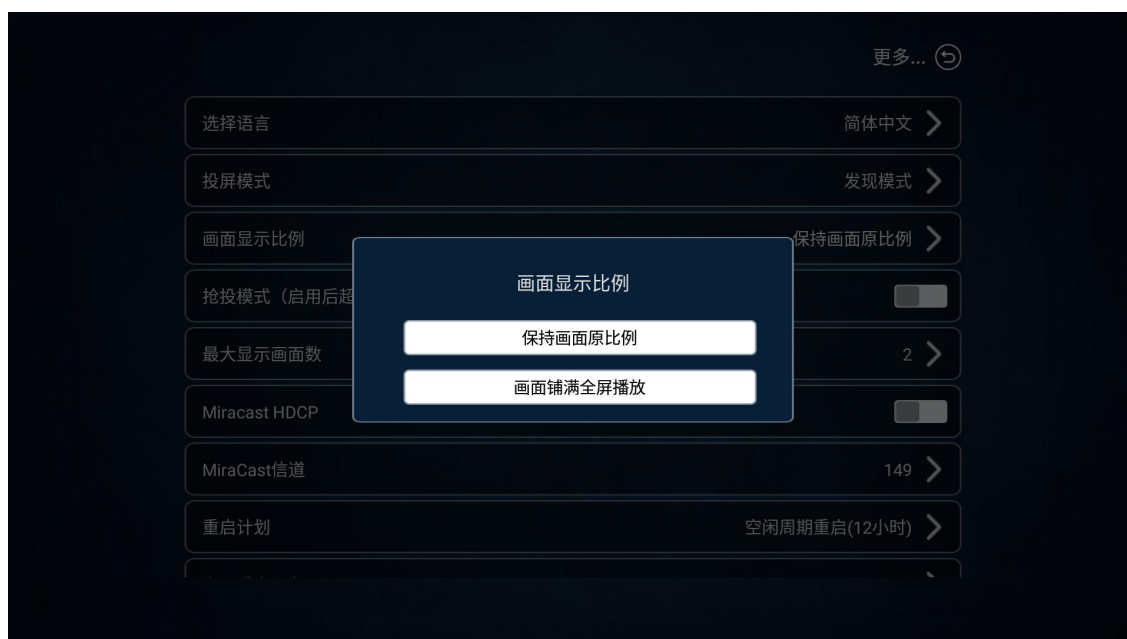 更多...
选择语言 简体中文
投屏模式 发现模式
画面显示比例 保持画面原比例
画面显示比例
抢投模式（启用后超
保持画面原比例
最大显示画面数 2
画面铺满全屏播放
Miracast HDCP
MiraCast信道 149
重启计划 空闲周期重启(12小时)